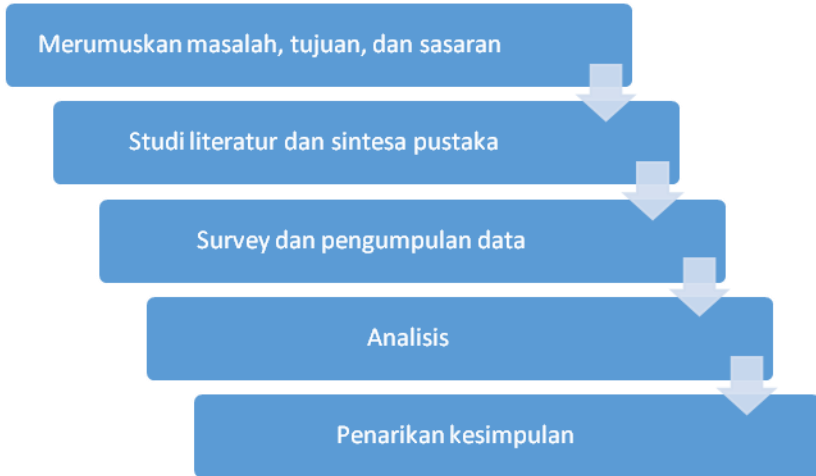 Merumuskan masalah, tujuan, dan sasaran
Studi literatur dan sintesa pustaka
Survey dan pengumpulan data
Analisis
Penarikan kesimpulan